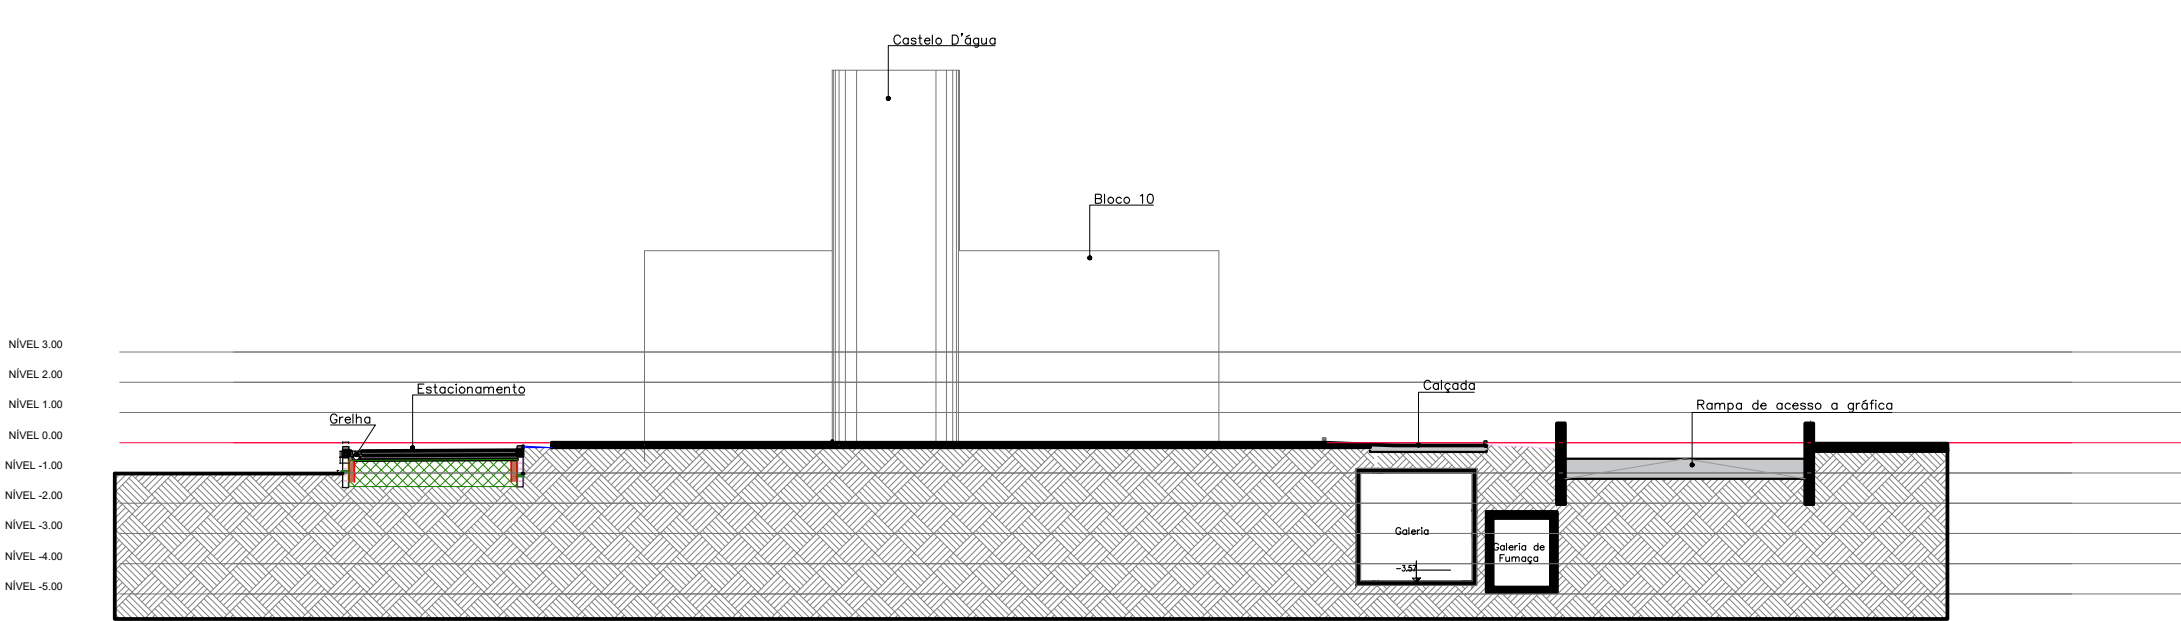 Castelo D'água
Bloco 10
NÍVEL 3.00
NÍVEL 2.00
Estacionamento
Calçada
NÍVEL 1.00
Rampa de acesso a gráfica
Grelha
NÍVEL 0.00
NÍVEL -1.00
NÍVEL -2.00
NÍVEL -3.00
Galeria
Galeria de
Fumaça
NÍVEL -4.00
-3.57
NÍVEL -5.00